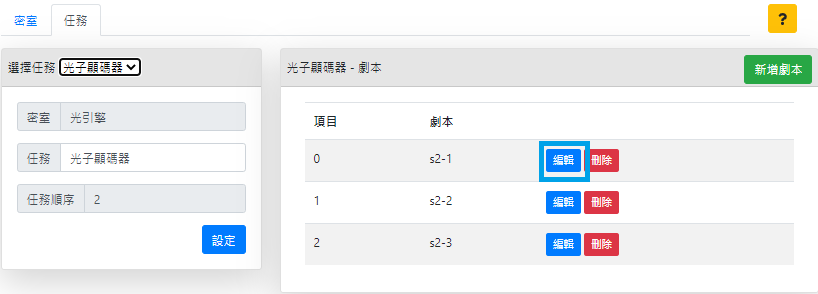 密室 任務 ?
選擇任務 光子顯碼器
密室 光引擎
任務 光子顯碼器
任務順序 2
設定
光子顯碼器 - 劇本 新增劇本
項目 劇本
0 s2-1 編輯 刪除
1 s2-2 編輯 刪除
2 s2-3 編輯 刪除